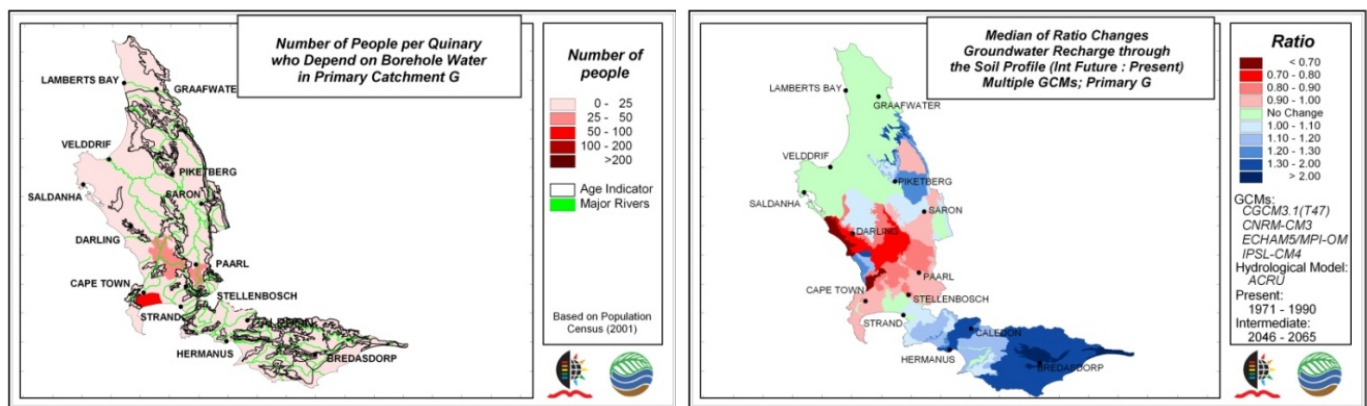 Number of People per Quinary
who Depend on Borehole Water
in Primary Catchment G
Number of
people
0 - 25
25 - 50
50 - 100
100 - 200
>200
Age Indicator
Major Rivers
Based on Population
Census (2001)
LAMBERTS BAY
GRAAFWATER
VELDDRIF
PIKETBERG
SALDANHA
SARON
DARLING
PAARL
CAPE TOWN
STELLENBOSCH
STRAND
HERMANUS
BREDASDORP
Median of Ratio Changes
Groundwater Recharge through
the Soil Profile (Int Future : Present)
Multiple GCMs; Primary G
Ratio
< 0.70
0.70 - 0.80
0.80 - 0.90
0.90 - 1.00
No Change
1.00 - 1.10
1.10 - 1.20
1.20 - 1.30
1.30 - 2.00
> 2.00
GCMs:
CGCM3.1(T47)
CNRM-CM3
ECHAM5/MPI-OM
IPSL-CM4
Hydrological Model:
ACRU
Present:
1971 - 1990
Intermediate:
2046 - 2065
LAMBERTS BAY
GRAAFWATER
VELDDRIF
PIKETBERG
SALDANHA
SARON
DARLING
PAARL
CAPE TOWN
STELLENBOSCH
STRAND
CALEDON
HERMANUS
BREDASDORP